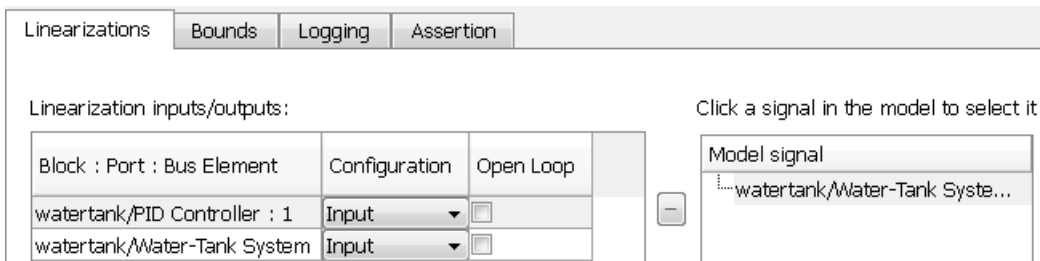 Linearizations Bounds Logging Assertion
Linearization inputs/outputs: Click a signal in the model to select it
Block : Port : Bus Element Configuration Open Loop Model signal
watertank/Water-Tank Syste...
watertank/PID Controller : 1 Input −
watertank/Water-Tank System Input